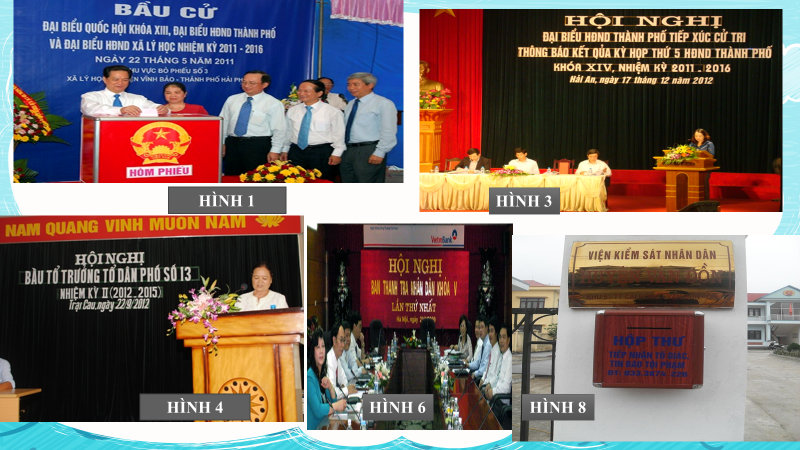 BẦU CỬ
ĐẠI BIỂU QUỐC HỘI KHÓA XIII, ĐẠI BIỂU HĐND THÀNH PHỐ
VÀ ĐẠI BIỂU HĐND XÃ LÝ HỌC NHIỆM KỲ 2011 - 2016
NGÀY 22 THÁNG 5 NĂM 2011
KHU VỰC BỎ PHIẾU SỐ 3
XÃ LÝ HỌC HUYỆN VĨNH BẢO - THÀNH PHỐ HẢI PHÒNG
HÒM PHIẾU
HÌNH 1
HỘI NGHỊ
ĐẠI BIỂU HĐND THÀNH PHỐ TIẾP XÚC CỬ TRI
THÔNG BÁO KẾT QUẢ KỲ HỌP THỨ 5 HĐND THÀNH PHỐ
KHÓA XIV, NHIỆM KỲ 2011-2016
Hải An, ngày 17 tháng 12 năm 2012
HÌNH 3
NAM QUANG VINH MUÔN NĂM
HỘI NGHỊ
BẦU TỔ TRƯỞNG TỔ DÂN PHỐ SỐ 13
NHIỆM KỲ II (2012-2015)
Trại Cau, ngày 22/9/2012
HÌNH 4
VietinBank
HỘI NGHỊ
BAN THANH TRA NHÂN DÂN KHÓA V
LẦN THỨ NHẤT
Hà Nội, ngày
HÌNH 6
VIỆN KIỂM SÁT NHÂN DÂN
HỘP THƯ
TIẾP NHẬN TỐ GIÁC
TIN BÁO TỘI PHẠM
HÌNH 8